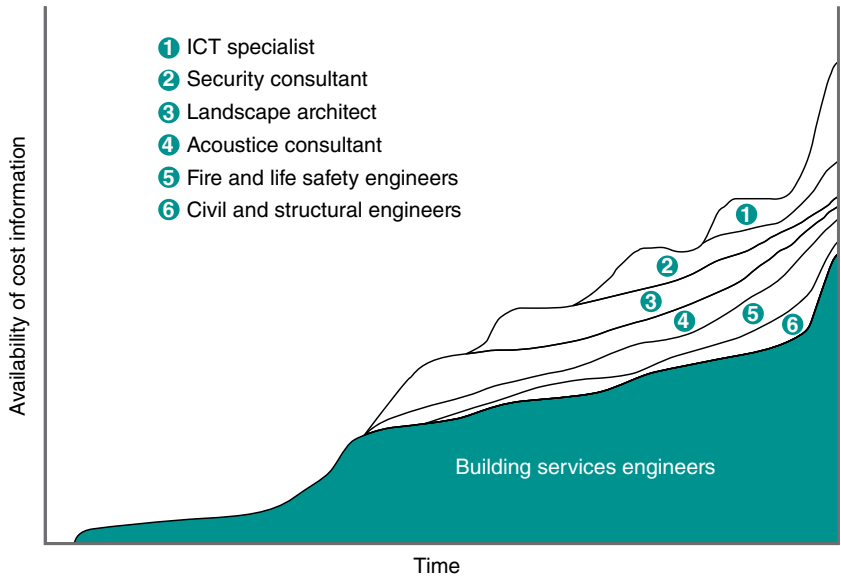 1 ICT specialist
2 Security consultant
3 Landscape architect
4 Acoustice consultant
5 Fire and life safety engineers
6 Civil and structural engineers
Availability of cost information
1
2
3
4
5
6
Building services engineers
Time